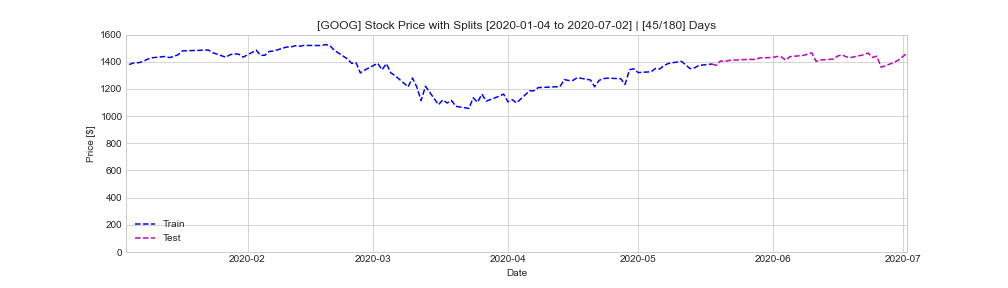 [GOOG] Stock Price with Splits [2020-01-04 to 2020-07-02] | [45/180] Days
1600
1400
1200
1000
800
600
400
200
0
Price [$]
Train
Test
2020-02 2020-03 2020-04 2020-05 2020-06 2020-07
Date